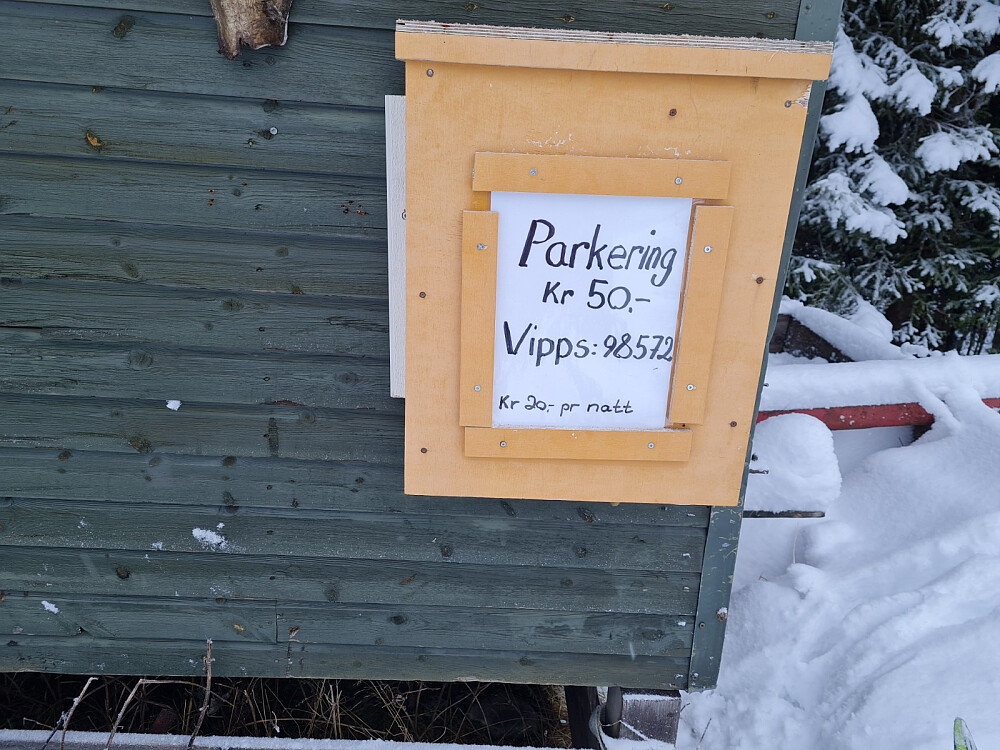 Parkering
Kr 50,-
Vipps: 98572
Kr 20,- pr natt